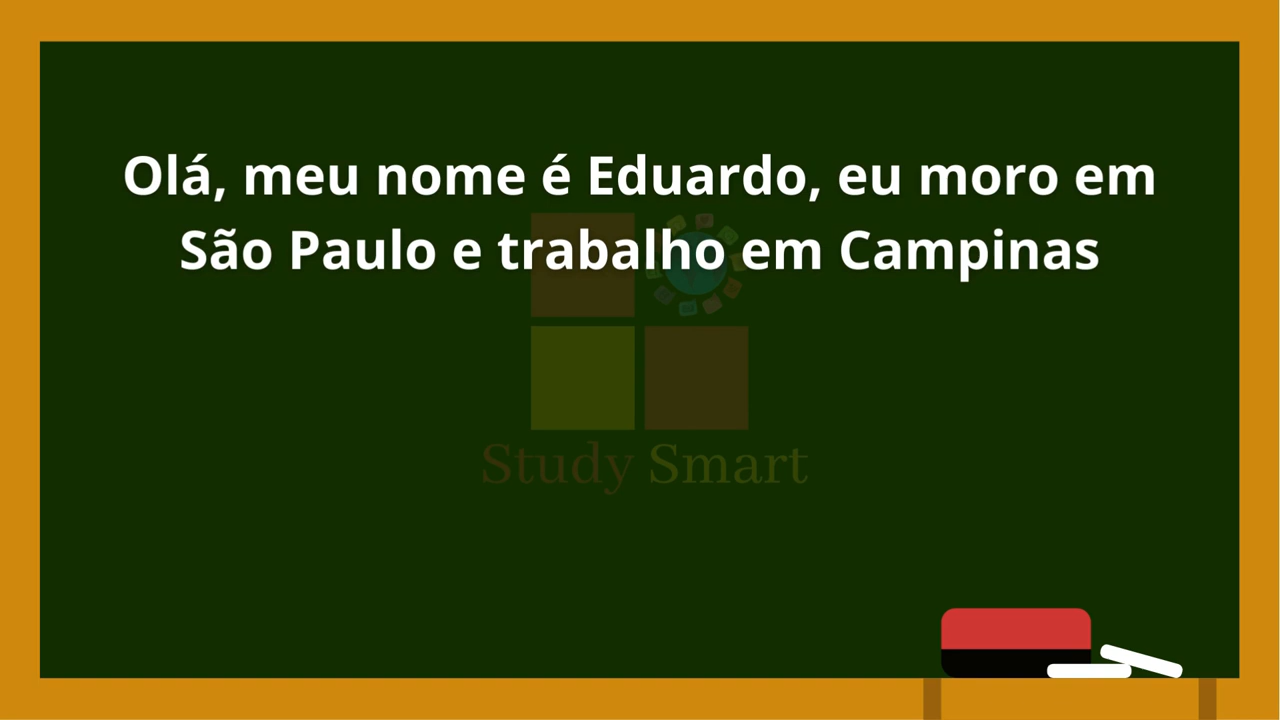 Olá, meu nome é Eduardo, eu moro em
São Paulo e trabalho em Campinas
Study Smart